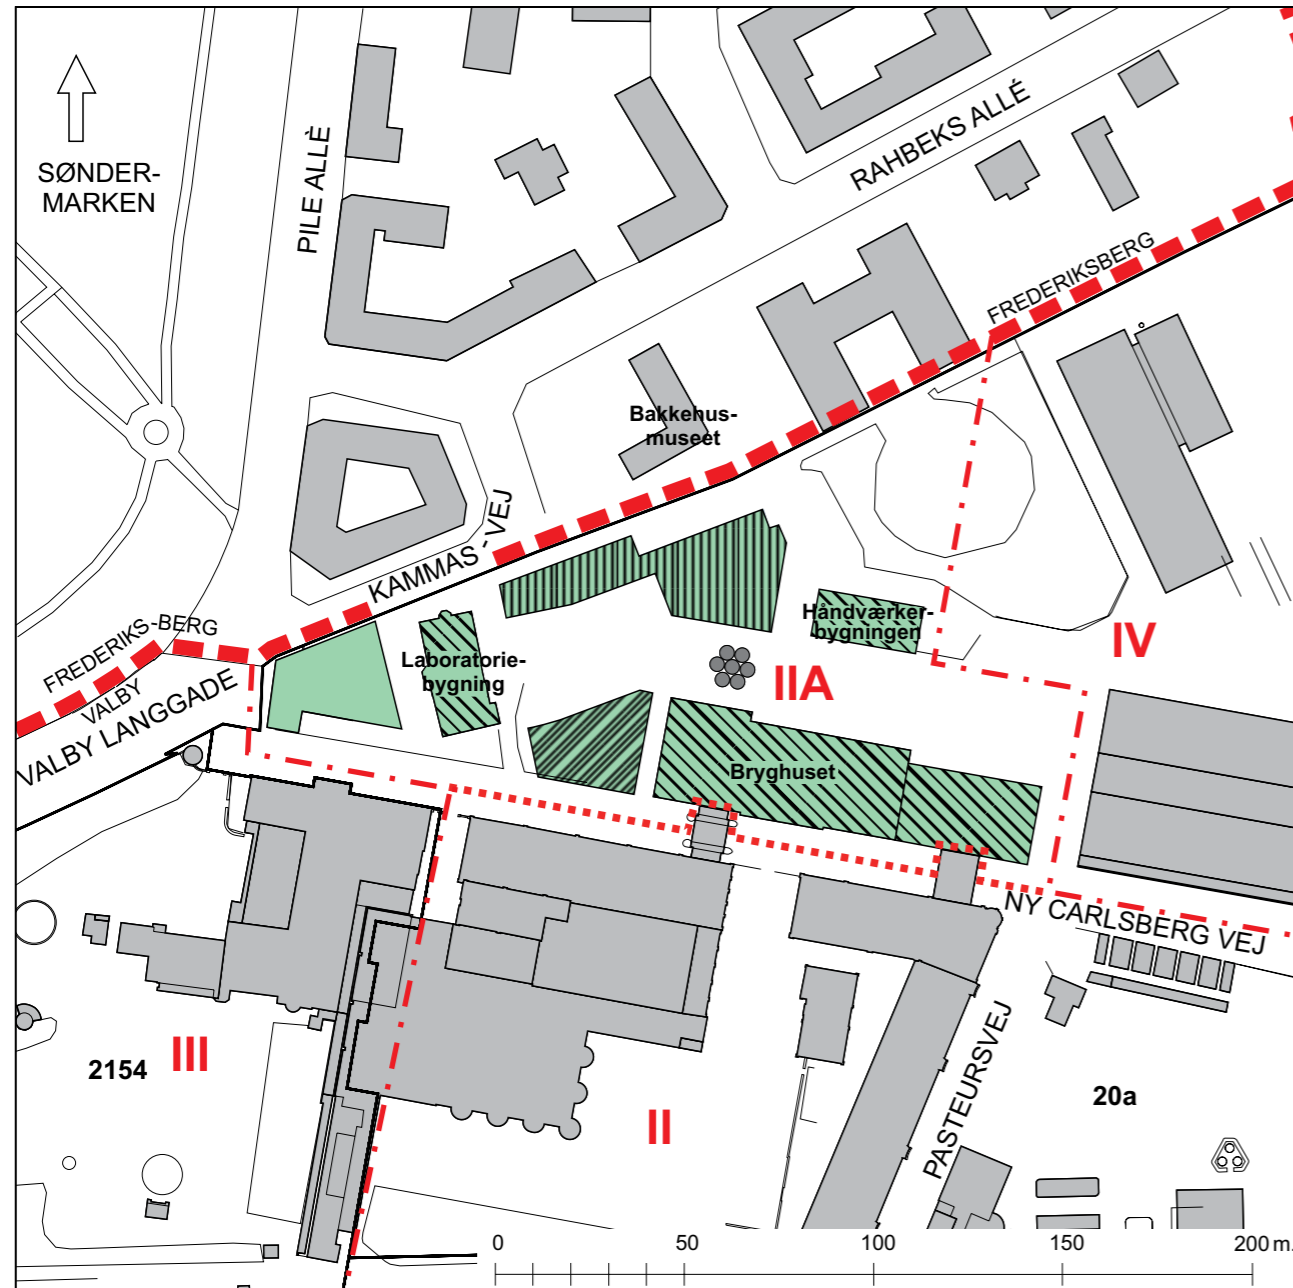 SØNDER-
MARKEN
PILE ALLÈ
RAHBEKS ALLÉ
FREDERIKSBERG
Bakkehus-
museet
KAMMAS - VEJ
FREDERIKS-BERG
VALBY
VALBY LANGGADE
Laboratorie-
bygning
Håndværker-
bygningen
IV
IIA
Bryghuset
NY CARLSBERG VEJ
2154
III
II
PASTEURSVEJ
20a
0 50 100 150 200 m.